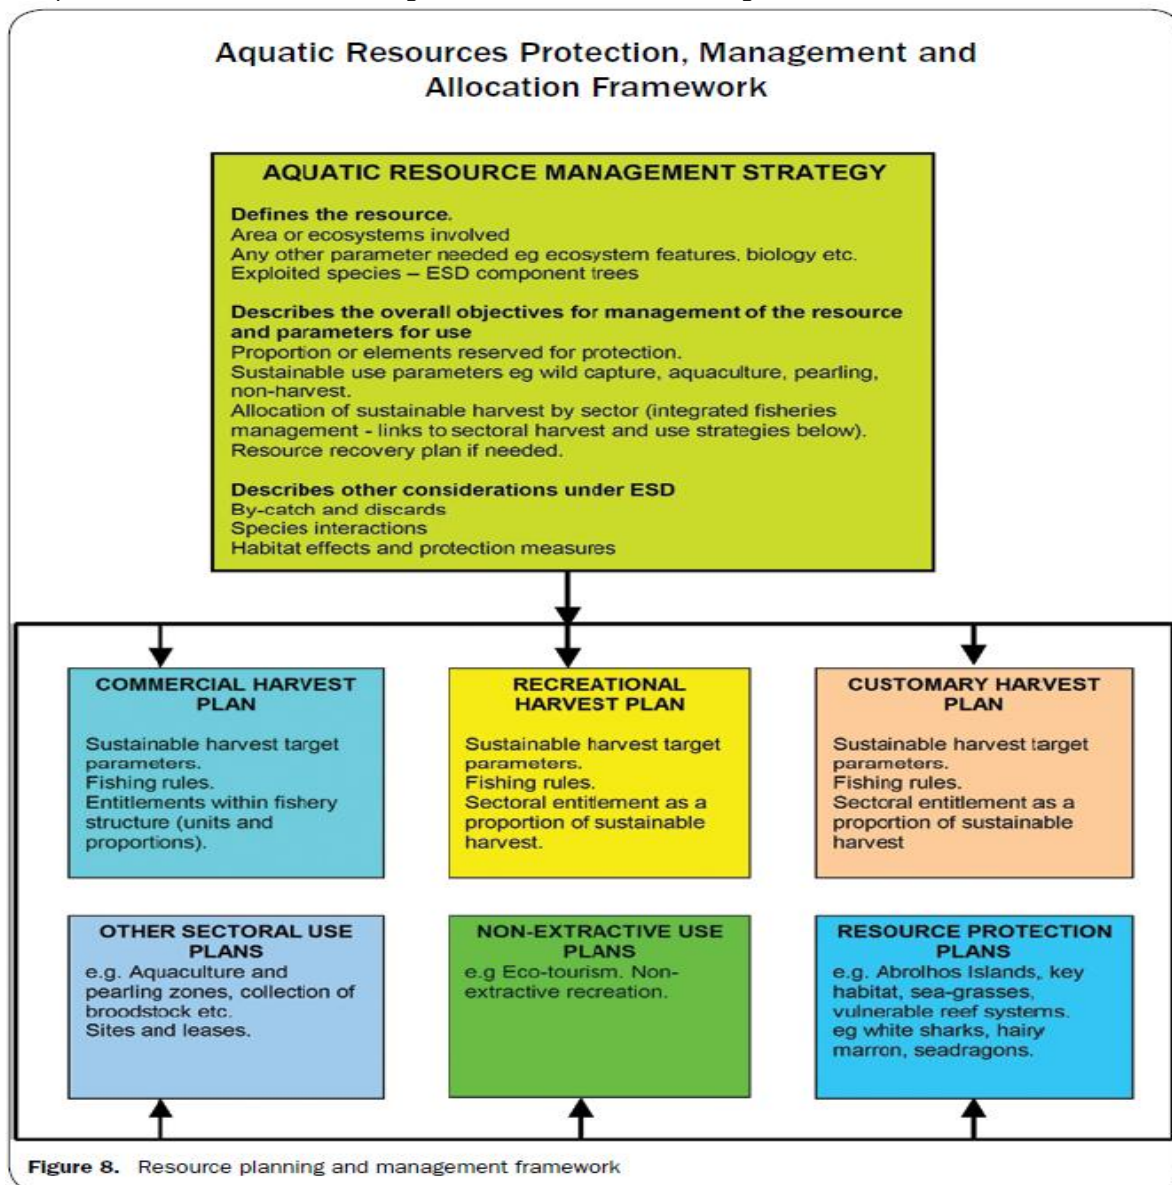 Aquatic Resources Protection, Management and
Allocation Framework
AQUATIC RESOURCE MANAGEMENT STRATEGY
Defines the resource.
Area or ecosystems involved
Any other parameter needed eg ecosystem features, biology etc.
Exploited species – ESD component trees
Describes the overall objectives for management of the resource
and parameters for use
Proportion or elements reserved for protection.
Sustainable use parameters eg wild capture, aquaculture, pearling,
non-harvest.
Allocation of sustainable harvest by sector (integrated fisheries
management - links to sectoral harvest and use strategies below).
Resource recovery plan if needed.
Describes other considerations under ESD
By-catch and discards
Species interactions
Habitat effects and protection measures
COMMERCIAL HARVEST
PLAN
Sustainable harvest target
parameters.
Fishing rules.
Entitlements within fishery
structure (units and
proportions).
RECREATIONAL
HARVEST PLAN
Sustainable harvest target
parameters.
Fishing rules.
Sectoral entitlement as a
proportion of sustainable
harvest.
CUSTOMARY HARVEST
PLAN
Sustainable harvest target
parameters.
Fishing rules.
Sectoral entitlement as a
proportion of sustainable
harvest
OTHER SECTORAL USE
PLANS
e.g. Aquaculture and
pearling zones, collection of
broodstock etc.
Sites and leases.
NON-EXTRACTIVE USE
PLANS
e.g Eco-tourism. Non-
extractive recreation.
RESOURCE PROTECTION
PLANS
e.g. Abrolhos Islands, key
habitat, sea-grasses,
vulnerable reef systems.
eg white sharks, hairy
marron, seadragons.
Figure 8. Resource planning and management framework